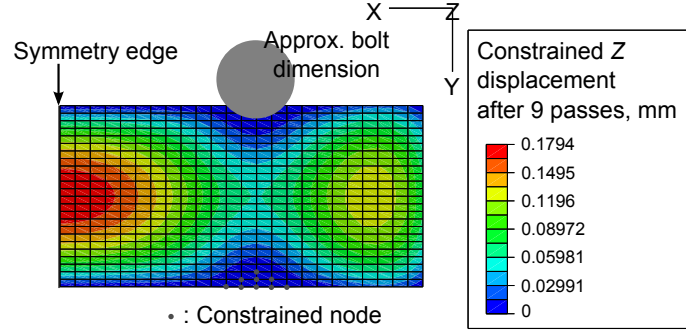 X
Z
Y
Symmetry edge
Approx. bolt
dimension
Constrained Z
displacement
after 9 passes, mm
0.1794
0.1495
0.1196
0.08972
0.05981
0.02991
0
• : Constrained node